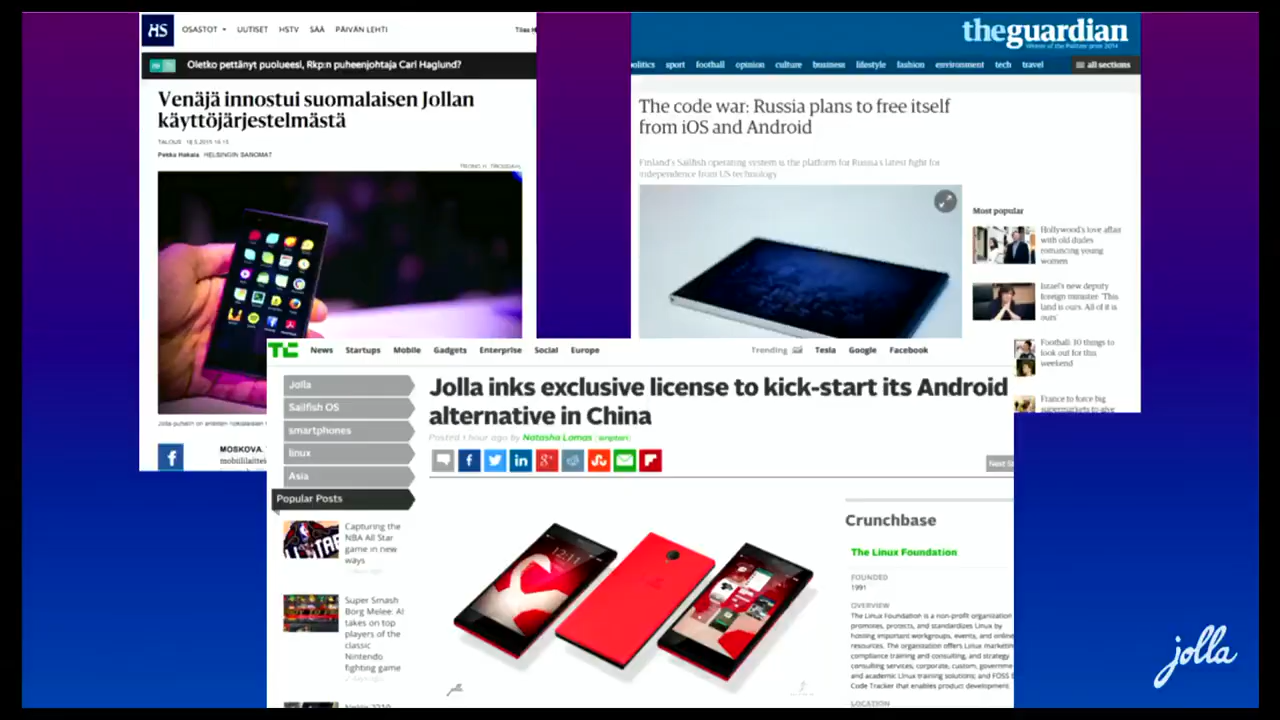 HS
OSASTOT
UUTISET
HSTV
SÄÄ
PÄIVÄN LEHTI
Oletko pettänyt puolueesi, Rkp:n puheenjohtaja Carl Haglund?
Venäjä innostui suomalaisen Jollan
käyttöjärjestelmästä
TALOUS
Pekka Hakala HELSINGIN SANOMAT
f
MOSKOVA.
theguardian
Winner of the Pulitzer prize 2014
olitics sport football opinion culture business lifestyle fashion environment tech travel
all sections
The code war: Russia plans to free itself
from iOS and Android
Finland's Sailfish operating system is the platform for Russia's latest fight for
independence from US technology
Most popular
Hollywood's love affair
with old dudes
romancing young
women
Israel's new deputy
foreign minister: 'This
land is ours. All of it is
ours'
Football: 10 things to
look out for this
weekend
France to force big
supermarkets to give
TC
News Startups Mobile Gadgets Enterprise Social Europe
Trending Tesla Google Facebook
Jolla
Sailfish OS
smartphones
linux
Asia
Popular Posts
Capturing the
NBA All Star
game in new
ways
Super Smash
Borg Melee: AI
takes on top
players of the
classic
Nintendo
fighting game
Jolla inks exclusive license to kick-start its Android
alternative in China
Posted 1 hour ago by Natasha Lomas
Crunchbase
The Linux Foundation
FOUNDED
1991
OVERVIEW
The Linux Foundation is a non-profit organization
promotes, protects, and standardizes Linux by
hosting important workgroups, events, and online
resources. The organization offers Linux marketin
compliance training and consulting, and strategy
consulting services; corporate, custom, governme
and academic Linux training solutions; and FOSS
Code Tracker that enables product development.
LOCATION
jolla